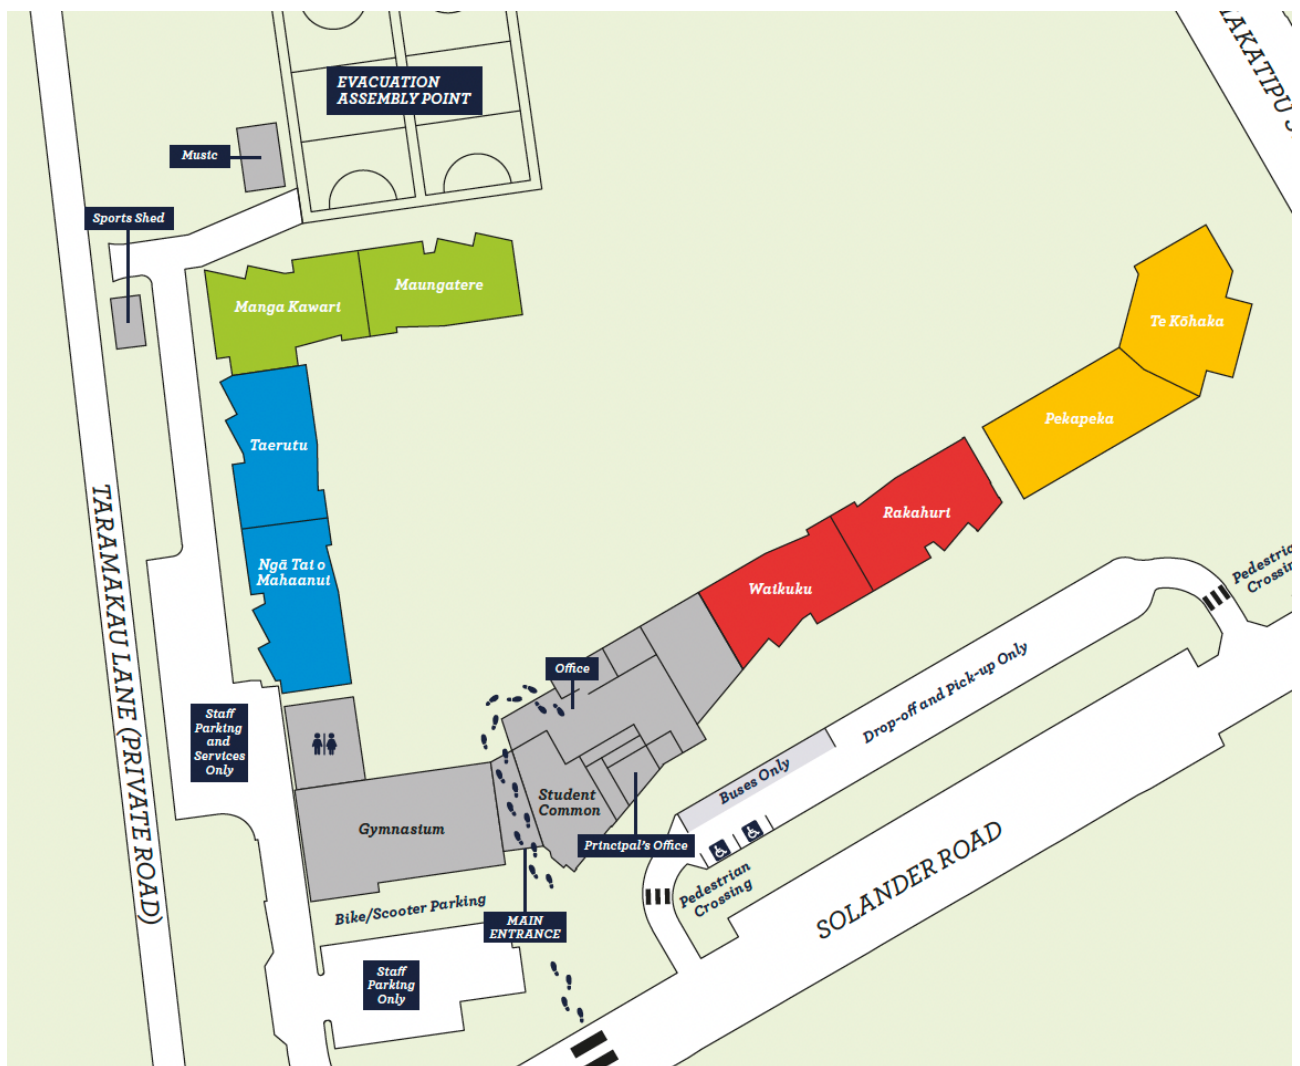 EVACUATION
ASSEMBLY POINT
Music
Sports Shed
Manga Kawari
Maungatere
Te Kōhaka
Pekapeka
Taerutu
Rakahuri
Ngā Tai o
Mahaanui
Waikuku
TARAMAKAU LANE (PRIVATE ROAD)
Pedestrian
Crossing
Office
Drop-off and Pick-up Only
Staff
Parking
and
Services
Only
Buses Only
Student
Common
Gymnasium
Principal's Office
Pedestrian
Crossing
SOLANDER ROAD
Bike/Scooter Parking
MAIN
ENTRANCE
Staff
Parking
Only